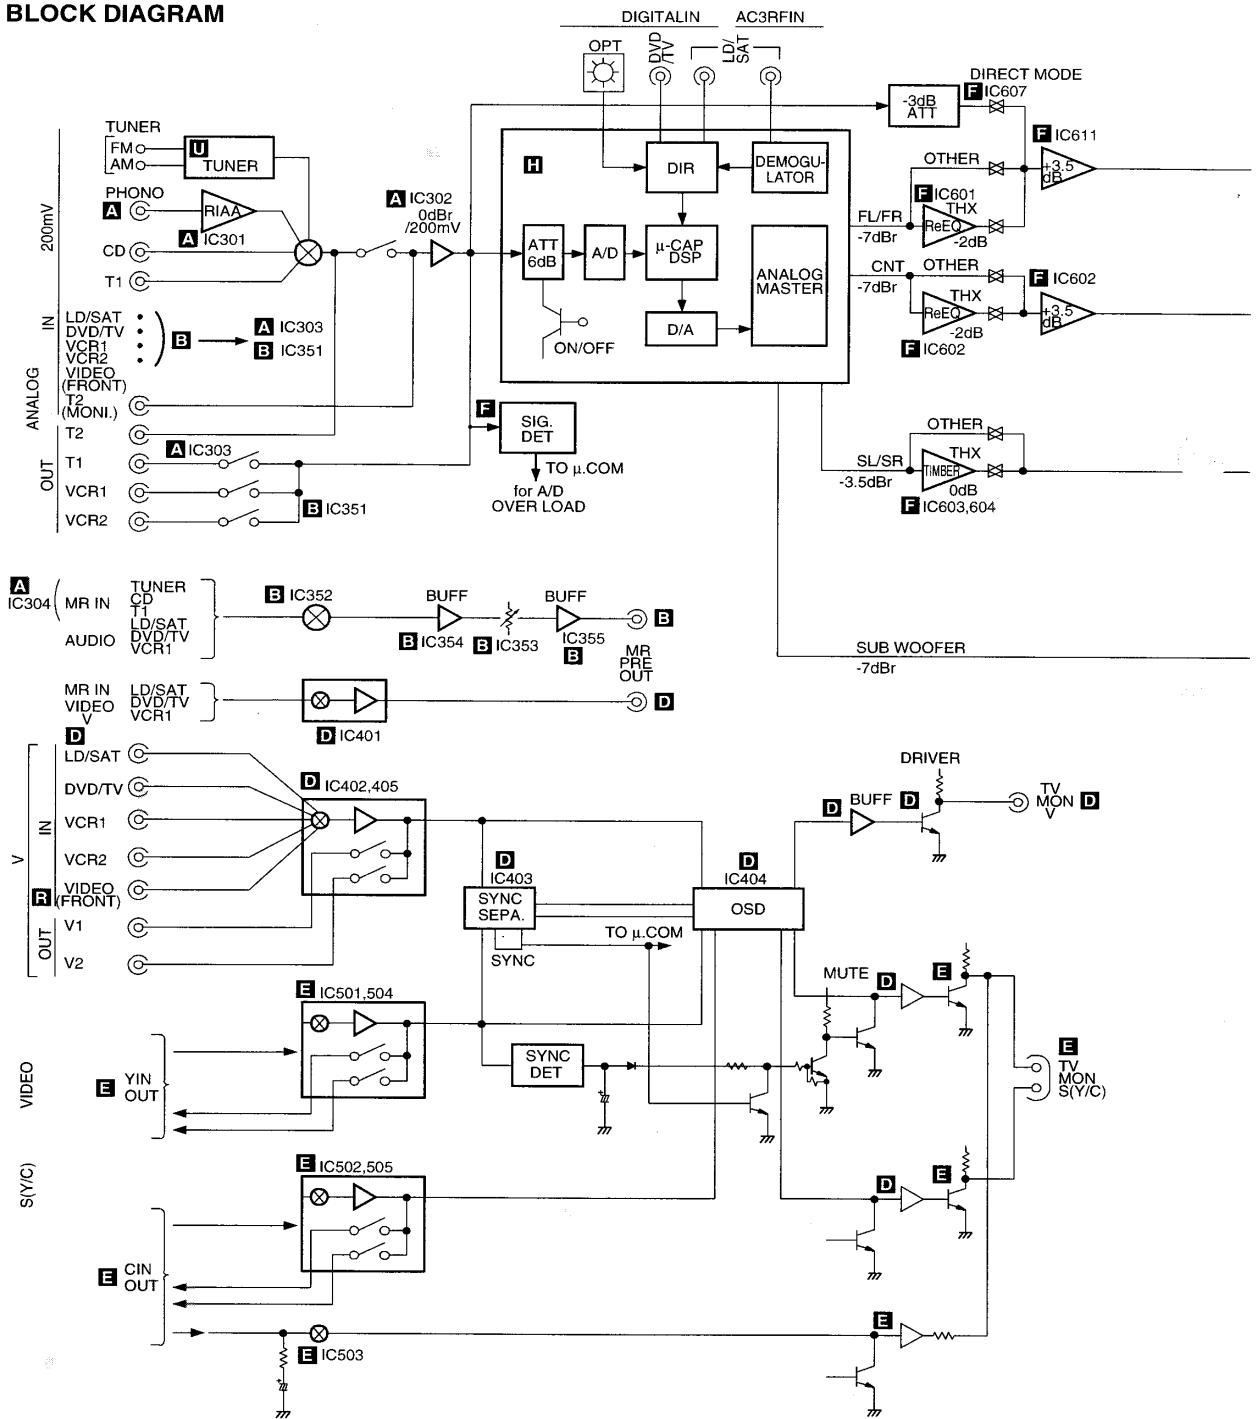 BLOCK DIAGRAM
DIGITALIN
AC3RFIN
OPT
DVD/TV
LD/SAT
DIRECT MODE
F IC607
-3dB
ATT
F IC611
+3.5
dB
TUNER
FM
AM
U
TUNER
PHONO
A
RIAA
A IC301
CD
T1
200mV
IN
ANALOG
OUT
A IC302
0dBr
/200mV
H
DIR
DEMOGU-
LATOR
ATT
6dB
A/D
μ-CAP
DSP
D/A
ANALOG
MASTER
ON/OFF
OTHER
F IC601
THX
ReEQ
-2dB
FL/FR
-7dBr
CNT
-7dBr
OTHER
THX
ReEQ
-2dB
F IC602
F IC602
+3.5
dB
LD/SAT
DVD/TV
VCR1
VCR2
VIDEO
(FRONT)
B
A IC303
B IC351
T2
(MONI.)
T2
T1
VCR1
VCR2
A IC303
B IC351
F
SIG.
DET
TO μ.COM
for A/D
OVER LOAD
OTHER
THX
TiMBER
0dB
SL/SR
-3.5dBr
F IC603,604
SUB WOOFER
-7dBr
A
IC304
MR IN
AUDIO
TUNER
CD
T1
LD/SAT
DVD/TV
VCR1
B IC352
BUFF
B IC354
B IC353
BUFF
IC355
B
B
MR
PRE
OUT
MR IN
VIDEO
V
LD/SAT
DVD/TV
VCR1
D IC401
D
D
LD/SAT
DVD/TV
VCR1
VCR2
R
VIDEO
(FRONT)
V1
V2
V
IN
OUT
D IC402,405
D
IC403
SYNC
SEPA.
SYNC
TO μ.COM
D
IC404
OSD
DRIVER
D
BUFF
D
TV
MON D
V
E IC501,504
SYNC
DET
MUTE
D
E
E
TV
MON
S(Y/C)
VIDEO
S(Y/C)
E
YIN
OUT
E IC502,505
D
E
E
CIN
OUT
E IC503
E